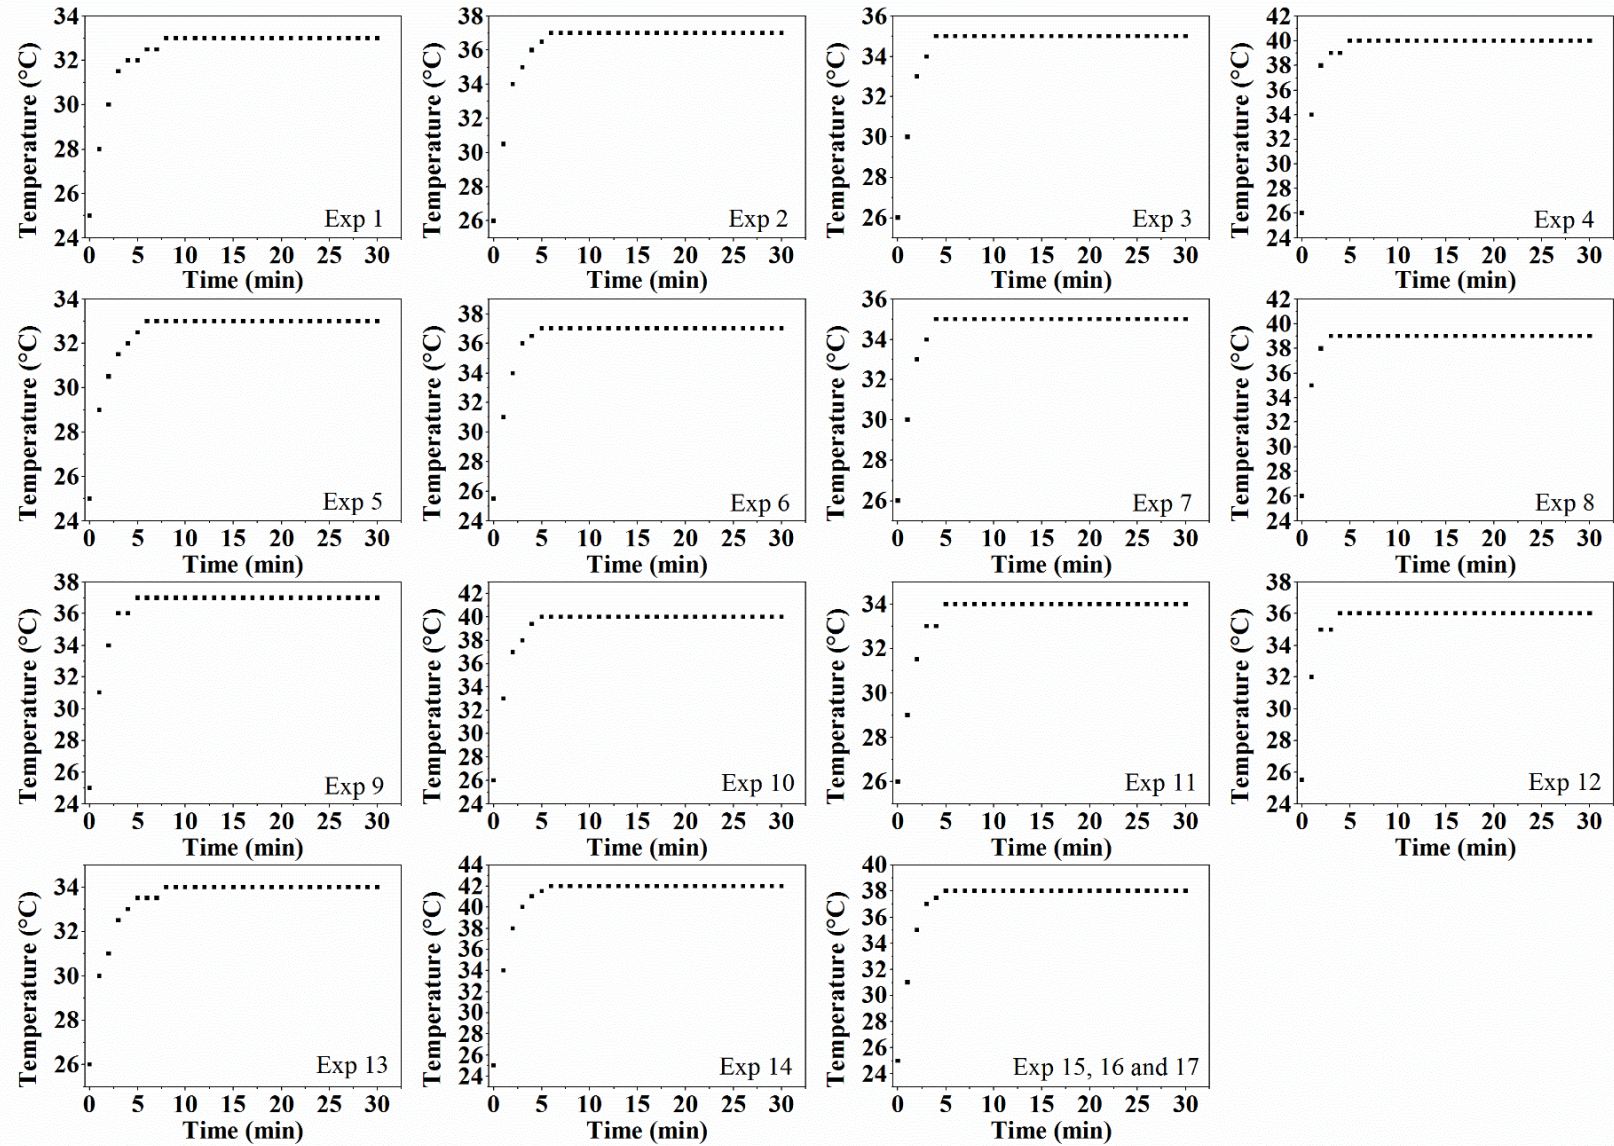 34
32
30
28
26
24
Temperature (°C)
Exp 1
0 5 10 15 20 25 30
Time (min)
38
36
34
32
30
28
26
Temperature (°C)
Exp 2
0 5 10 15 20 25 30
Time (min)
36
34
32
30
28
26
Temperature (°C)
Exp 3
0 5 10 15 20 25 30
Time (min)
42
40
38
36
34
32
30
28
26
24
Temperature (°C)
Exp 4
0 5 10 15 20 25 30
Time (min)
34
32
30
28
26
24
Temperature (°C)
Exp 5
0 5 10 15 20 25 30
Time (min)
38
36
34
32
30
28
26
24
Temperature (°C)
Exp 6
0 5 10 15 20 25 30
Time (min)
36
34
32
30
28
26
Temperature (°C)
Exp 7
0 5 10 15 20 25 30
Time (min)
42
40
38
36
34
32
30
28
26
24
Temperature (°C)
Exp 8
0 5 10 15 20 25 30
Time (min)
38
36
34
32
30
28
26
24
Temperature (°C)
Exp 9
0 5 10 15 20 25 30
Time (min)
42
40
38
36
34
32
30
28
26
24
Temperature (°C)
Exp 10
0 5 10 15 20 25 30
Time (min)
34
32
30
28
26
Temperature (°C)
Exp 11
0 5 10 15 20 25 30
Time (min)
38
36
34
32
30
28
26
24
Temperature (°C)
Exp 12
0 5 10 15 20 25 30
Time (min)
34
32
30
28
26
Temperature (°C)
Exp 13
0 5 10 15 20 25 30
Time (min)
44
42
40
38
36
34
32
30
28
26
24
Temperature (°C)
Exp 14
0 5 10 15 20 25 30
Time (min)
40
38
36
34
32
30
28
26
24
Temperature (°C)
Exp 15, 16 and 17
0 5 10 15 20 25 30
Time (min)